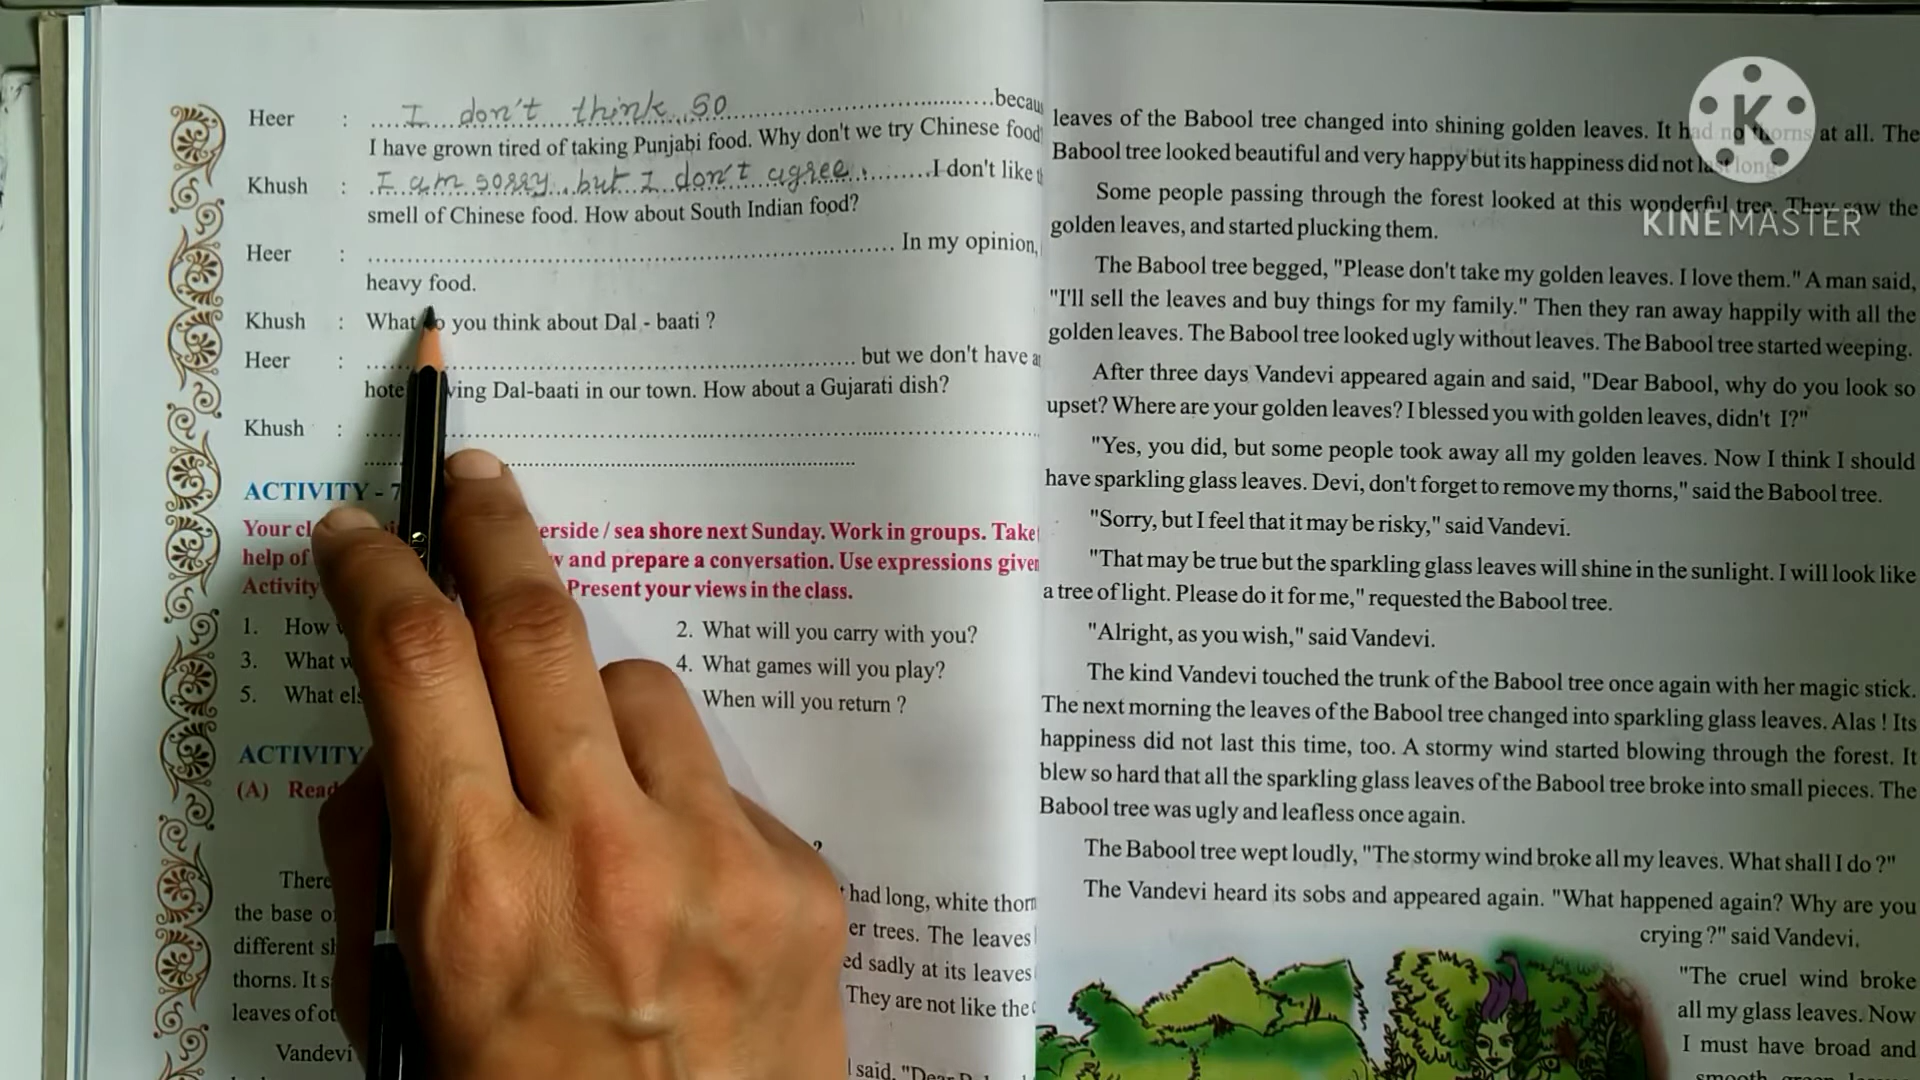 Heer : I don't think so becau
I have grown tired of taking Punjabi food. Why don't we try Chinese food
Khush : I am sorry but I don't agree. I don't like t
smell of Chinese food. How about South Indian food?
Heer : In my opinion,
heavy food.
Khush : What you think about Dal - baati ?
Heer : but we don't have a
hote ving Dal-baati in our town. How about a Gujarati dish?
Khush :
ACTIVITY - 7
Your cl erside / sea shore next Sunday. Work in groups. Take
help of and prepare a conversation. Use expressions given
Activity Present your views in the class.
1. How 2. What will you carry with you?
3. What w 4. What games will you play?
5. What els When will you return ?
ACTIVITY
(A) Read
?
There had long, white thorn
the base o er trees. The leaves
different sh ed sadly at its leaves
thorns. It s They are not like the
leaves of ot
Vandevi said, "Dear
leaves of the Babool tree changed into shining golden leaves. It had no thorns at all. The
Babool tree looked beautiful and very happy but its happiness did not last long.
Some people passing through the forest looked at this wonderful tree. They saw the
golden leaves, and started plucking them.
The Babool tree begged, "Please don't take my golden leaves. I love them." A man said,
"I'll sell the leaves and buy things for my family." Then they ran away happily with all the
golden leaves. The Babool tree looked ugly without leaves. The Babool tree started weeping.
After three days Vandevi appeared again and said, "Dear Babool, why do you look so
upset? Where are your golden leaves? I blessed you with golden leaves, didn't I?"
"Yes, you did, but some people took away all my golden leaves. Now I think I should
have sparkling glass leaves. Devi, don't forget to remove my thorns," said the Babool tree.
"Sorry, but I feel that it may be risky," said Vandevi.
"That may be true but the sparkling glass leaves will shine in the sunlight. I will look like
a tree of light. Please do it for me," requested the Babool tree.
"Alright, as you wish," said Vandevi.
The kind Vandevi touched the trunk of the Babool tree once again with her magic stick.
The next morning the leaves of the Babool tree changed into sparkling glass leaves. Alas ! Its
happiness did not last this time, too. A stormy wind started blowing through the forest. It
blew so hard that all the sparkling glass leaves of the Babool tree broke into small pieces. The
Babool tree was ugly and leafless once again.
The Babool tree wept loudly, "The stormy wind broke all my leaves. What shall I do ?"
The Vandevi heard its sobs and appeared again. "What happened again? Why are you
crying ?" said Vandevi.
"The cruel wind broke
all my glass leaves. Now
I must have broad and
K
KINEMASTER